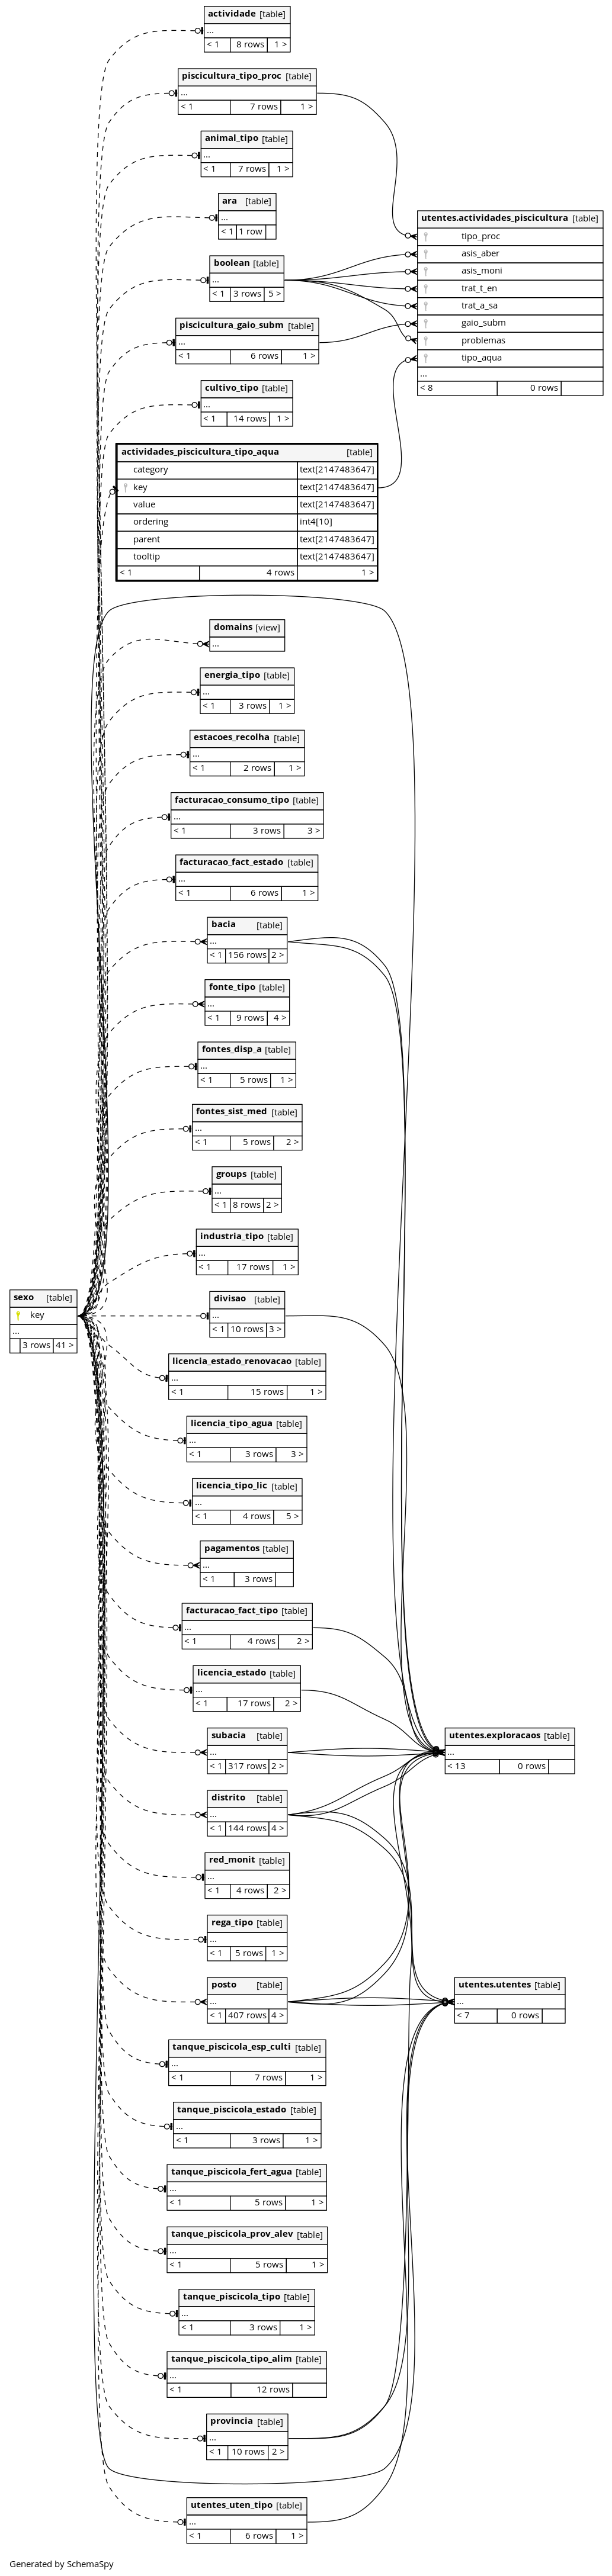 actividade [table]
...
< 1 8 rows 1 >
piscicultura_tipo_proc [table]
...
< 1 7 rows 1 >
animal_tipo [table]
...
< 1 7 rows 1 >
ara [table]
...
< 1 1 row
utentes.actividades_piscicultura [table]
tipo_proc
asis_aber
asis_moni
trat_t_en
trat_a_sa
gaio_subm
problemas
tipo_aqua
...
< 8 0 rows
boolean [table]
...
< 1 3 rows 5 >
piscicultura_gaio_subm [table]
...
< 1 6 rows 1 >
cultivo_tipo [table]
...
< 1 14 rows 1 >
actividades_piscicultura_tipo_aqua [table]
category text[2147483647]
key text[2147483647]
value text[2147483647]
ordering int4[10]
parent text[2147483647]
tooltip text[2147483647]
< 1 4 rows 1 >
domains [view]
...
energia_tipo [table]
...
< 1 3 rows 1 >
estacoes_recolha [table]
...
< 1 2 rows 1 >
facturacao_consumo_tipo [table]
...
< 1 3 rows 3 >
facturacao_fact_estado [table]
...
< 1 6 rows 1 >
bacia [table]
...
< 1 156 rows 2 >
fonte_tipo [table]
...
< 1 9 rows 4 >
fontes_disp_a [table]
...
< 1 5 rows 1 >
fontes_sist_med [table]
...
< 1 5 rows 2 >
groups [table]
...
< 1 8 rows 2 >
industria_tipo [table]
...
< 1 17 rows 1 >
sexo [table]
key
...
3 rows 41 >
divisao [table]
...
< 1 10 rows 3 >
licencia_estado_renovacao [table]
...
< 1 15 rows 1 >
licencia_tipo_agua [table]
...
< 1 3 rows 3 >
licencia_tipo_lic [table]
...
< 1 4 rows 5 >
pagamentos [table]
...
< 1 3 rows
facturacao_fact_tipo [table]
...
< 1 4 rows 2 >
licencia_estado [table]
...
< 1 17 rows 2 >
subacia [table]
...
< 1 317 rows 2 >
utentes.exploracaos [table]
...
< 13 0 rows
distrito [table]
...
< 1 144 rows 4 >
red_monit [table]
...
< 1 4 rows 2 >
rega_tipo [table]
...
< 1 5 rows 1 >
posto [table]
...
< 1 407 rows 4 >
utentes.utentes [table]
...
< 7 0 rows
tanque_piscicola_esp_culti [table]
...
< 1 7 rows 1 >
tanque_piscicola_estado [table]
...
< 1 3 rows 1 >
tanque_piscicola_fert_agua [table]
...
< 1 5 rows 1 >
tanque_piscicola_prov_alev [table]
...
< 1 5 rows 1 >
tanque_piscicola_tipo [table]
...
< 1 3 rows 1 >
tanque_piscicola_tipo_alim [table]
...
< 1 12 rows
provincia [table]
...
< 1 10 rows 2 >
utentes_uten_tipo [table]
...
< 1 6 rows 1 >
Generated by SchemaSpy